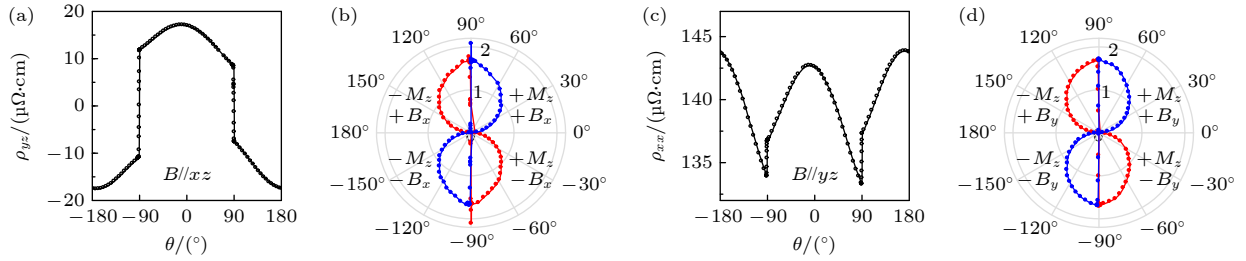 (a)
ρyz/(μΩ·cm)
20
10
0
−10
−20
B//xz
−180 −90 0 90 180
θ/(°)
(b)
90°
120° 60°
150° 30°
180° 0°
−150° −30°
−120° −60°
−90°
2
1
−Mz +Mz
+Bx +Bx
−Mz +Mz
−Bx −Bx
(c)
ρxx/(μΩ·cm)
145
140
135
B//yz
−180 −90 0 90 180
θ/(°)
(d)
90°
120° 60°
150° 30°
180° 0°
−150° −30°
−120° −60°
−90°
2
1
−Mz +Mz
+By +By
−Mz +Mz
−By −By